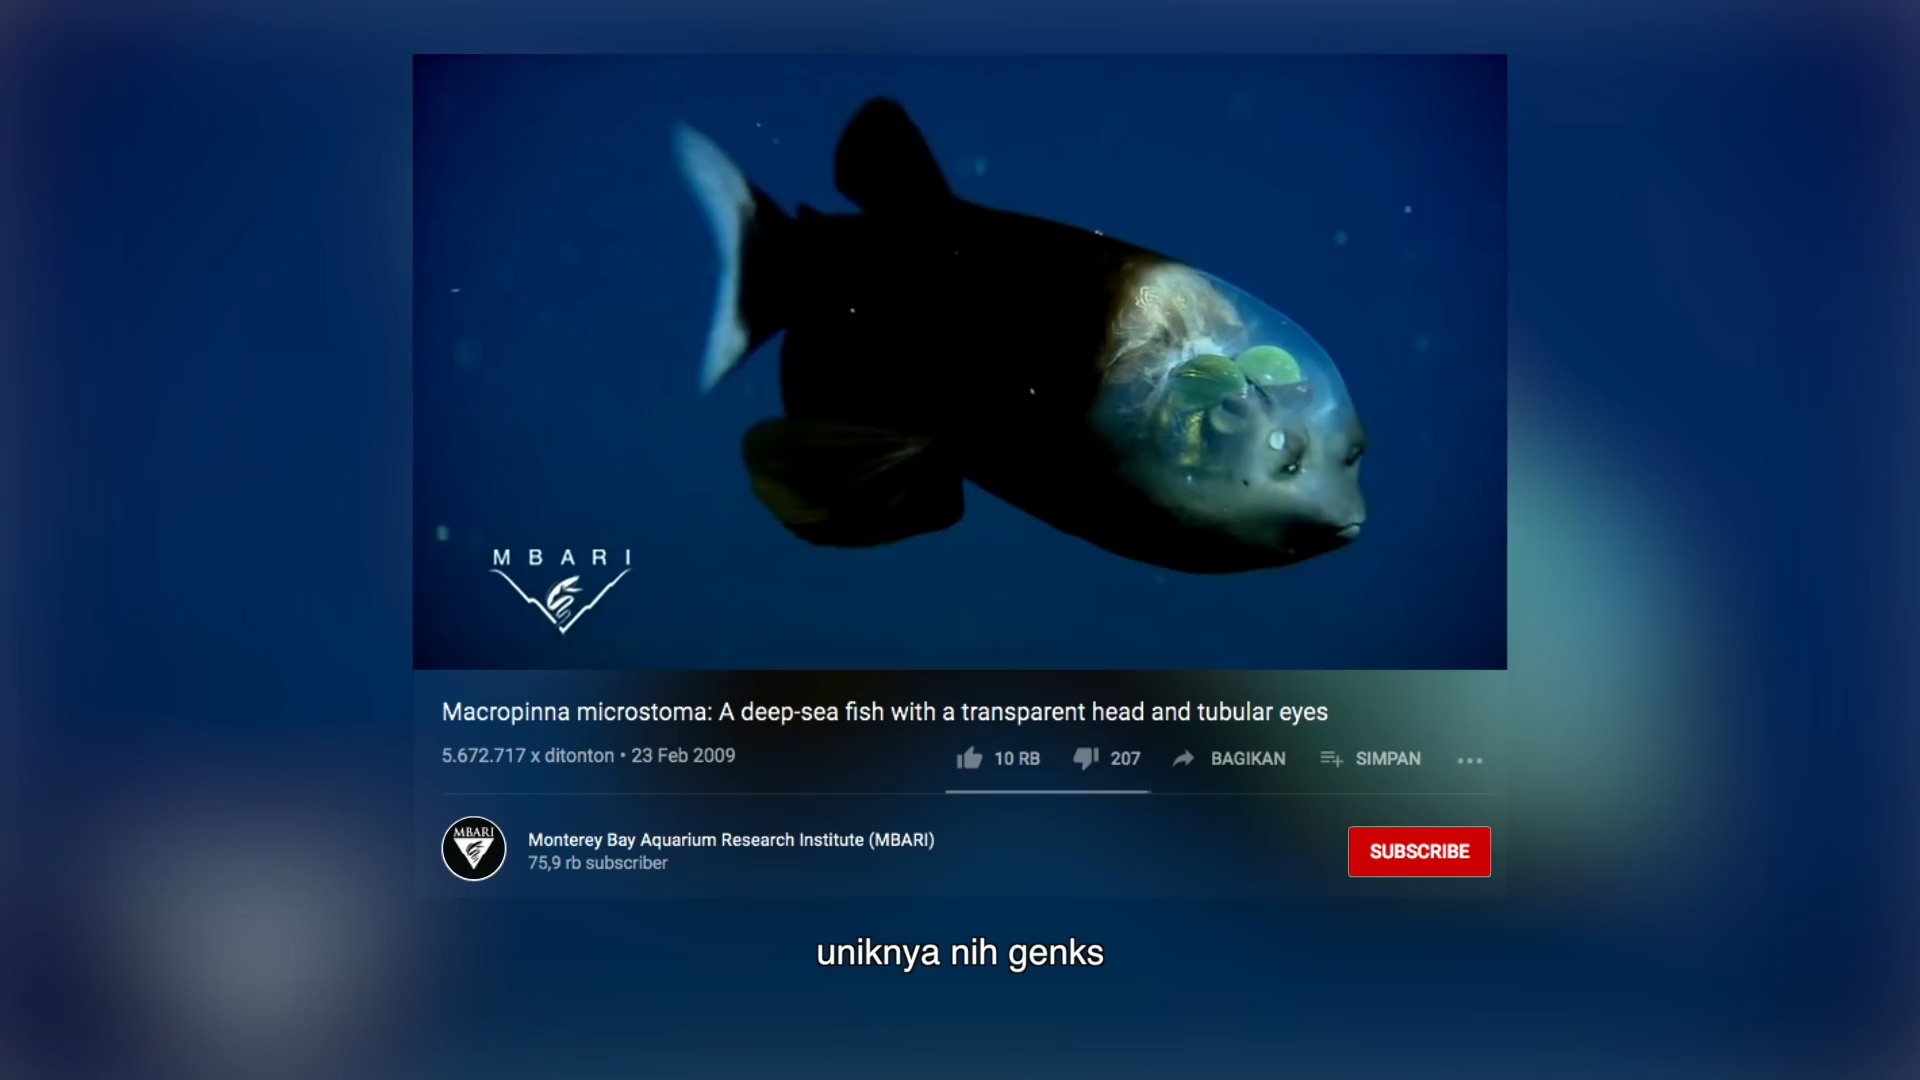 MBARI
Macropinna microstoma: A deep-sea fish with a transparent head and tubular eyes
5.672.717 x ditonton • 23 Feb 2009
10 RB
207
BAGIKAN
SIMPAN
MBARI
Monterey Bay Aquarium Research Institute (MBARI)
75,9 rb subscriber
SUBSCRIBE
uniknya nih genks